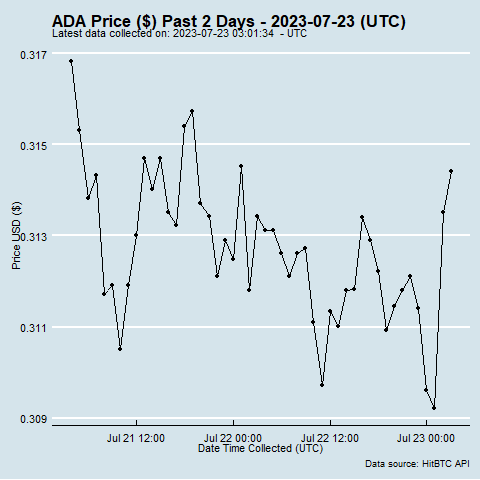 ADA Price ($) Past 2 Days - 2023-07-23 (UTC)
Latest data collected on: 2023-07-23 03:01:34 - UTC
0.317
0.315
0.313
0.311
0.309
Price USD ($)
Jul 21 12:00
Jul 22 00:00
Jul 22 12:00
Jul 23 00:00
Date Time Collected (UTC)
Data source: HitBTC API